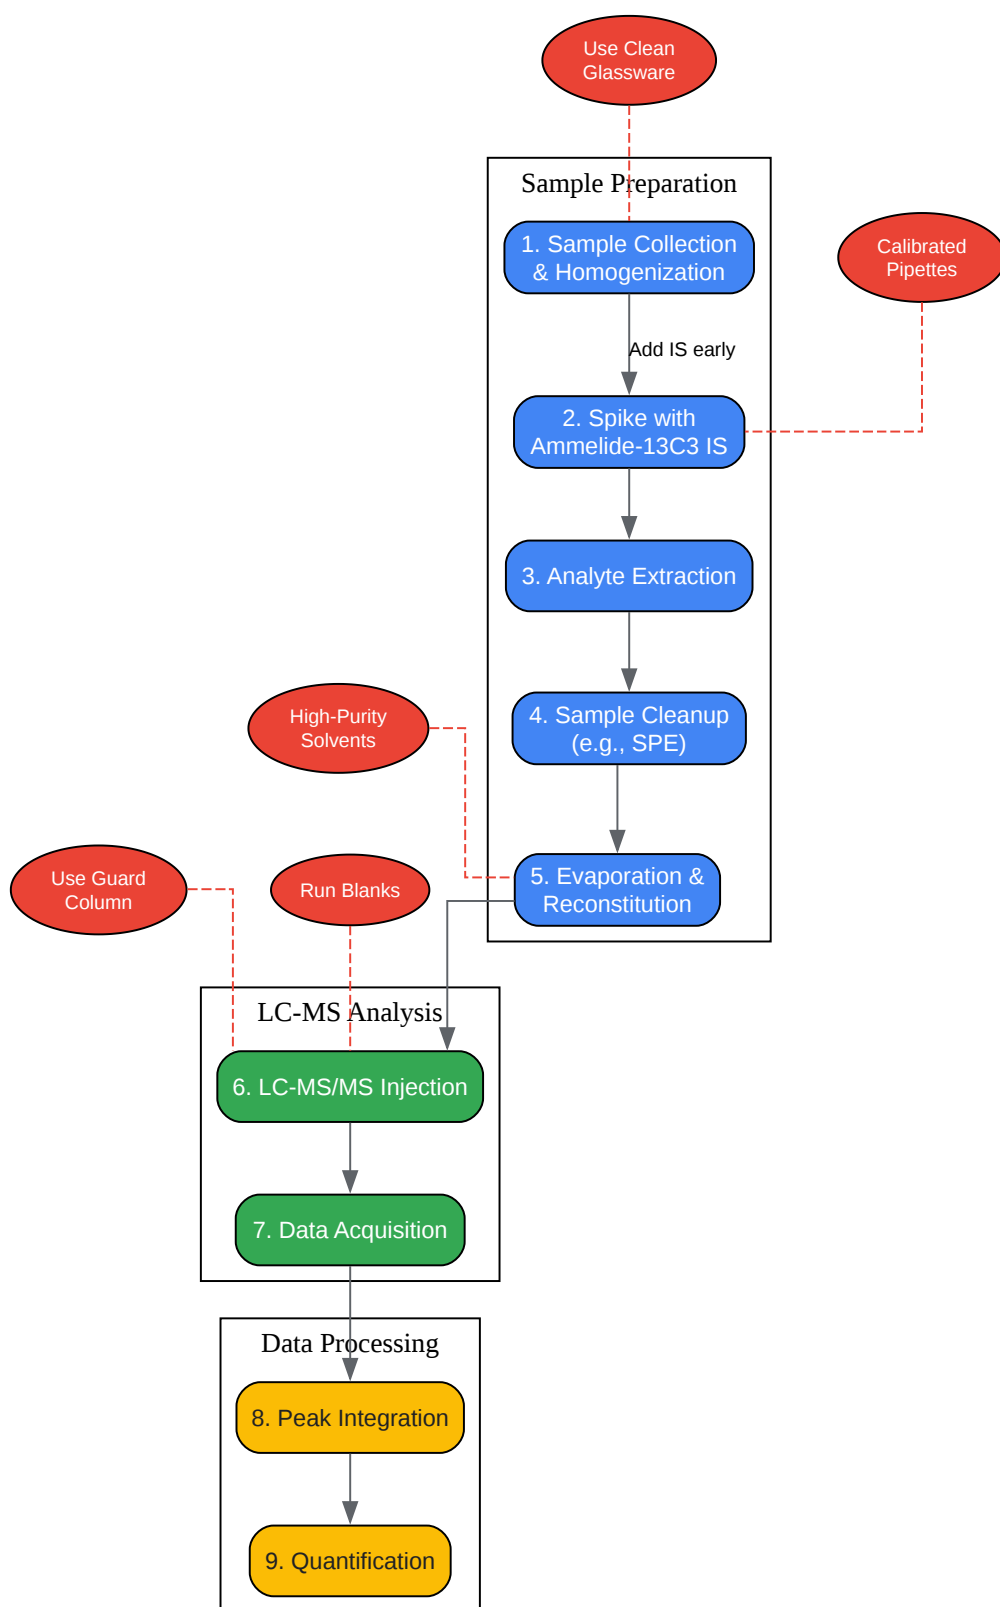 Use Clean
Glassware
Sample Preparation
1. Sample Collection
& Homogenization
Calibrated
Pipettes
Add IS early
2. Spike with
Ammelide-13C3 IS
3. Analyte Extraction
High-Purity
Solvents
4. Sample Cleanup
(e.g., SPE)
Use Guard
Column
Run Blanks
5. Evaporation &
Reconstitution
LC-MS Analysis
6. LC-MS/MS Injection
7. Data Acquisition
Data Processing
8. Peak Integration
9. Quantification